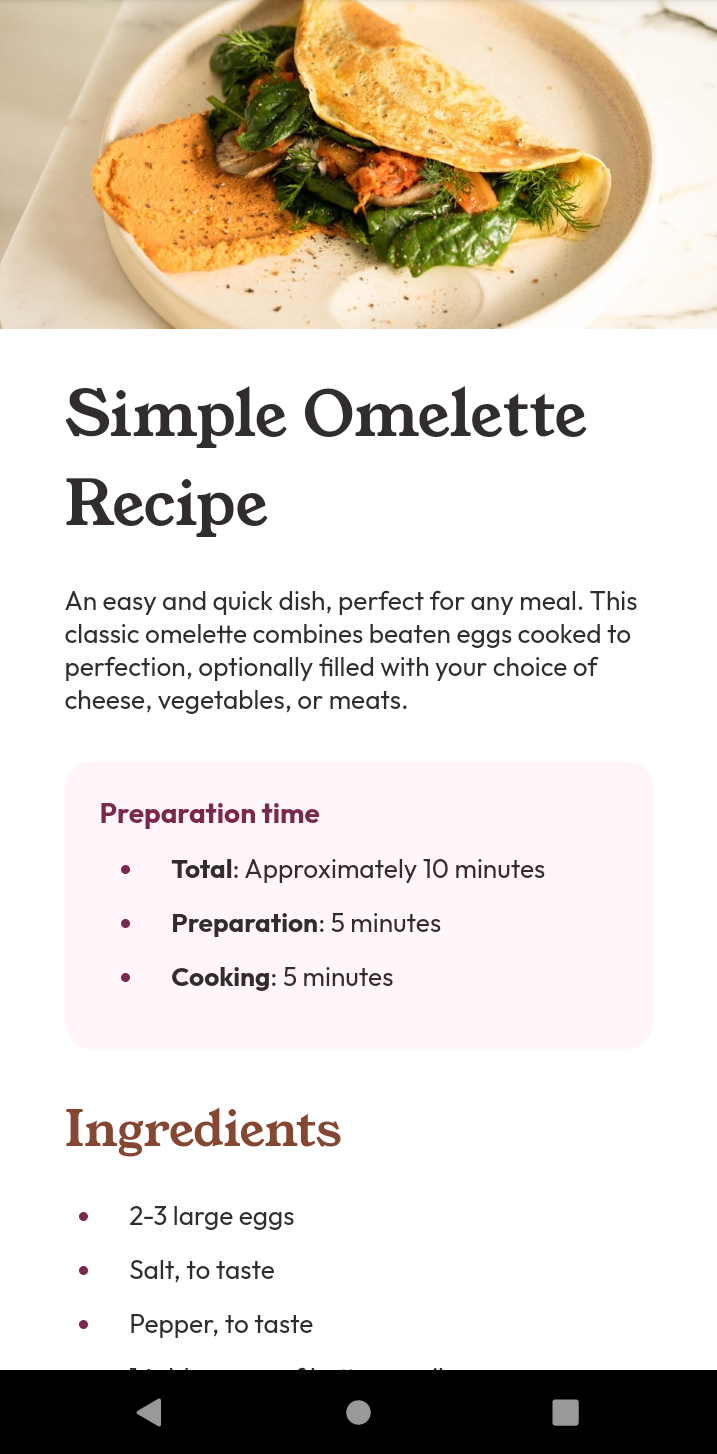 Simple Omelette
Recipe
An easy and quick dish, perfect for any meal. This
classic omelette combines beaten eggs cooked to
perfection, optionally filled with your choice of
cheese, vegetables, or meats.
Preparation time
Total: Approximately 10 minutes
Preparation: 5 minutes
Cooking: 5 minutes
Ingredients
2-3 large eggs
Salt, to taste
Pepper, to taste